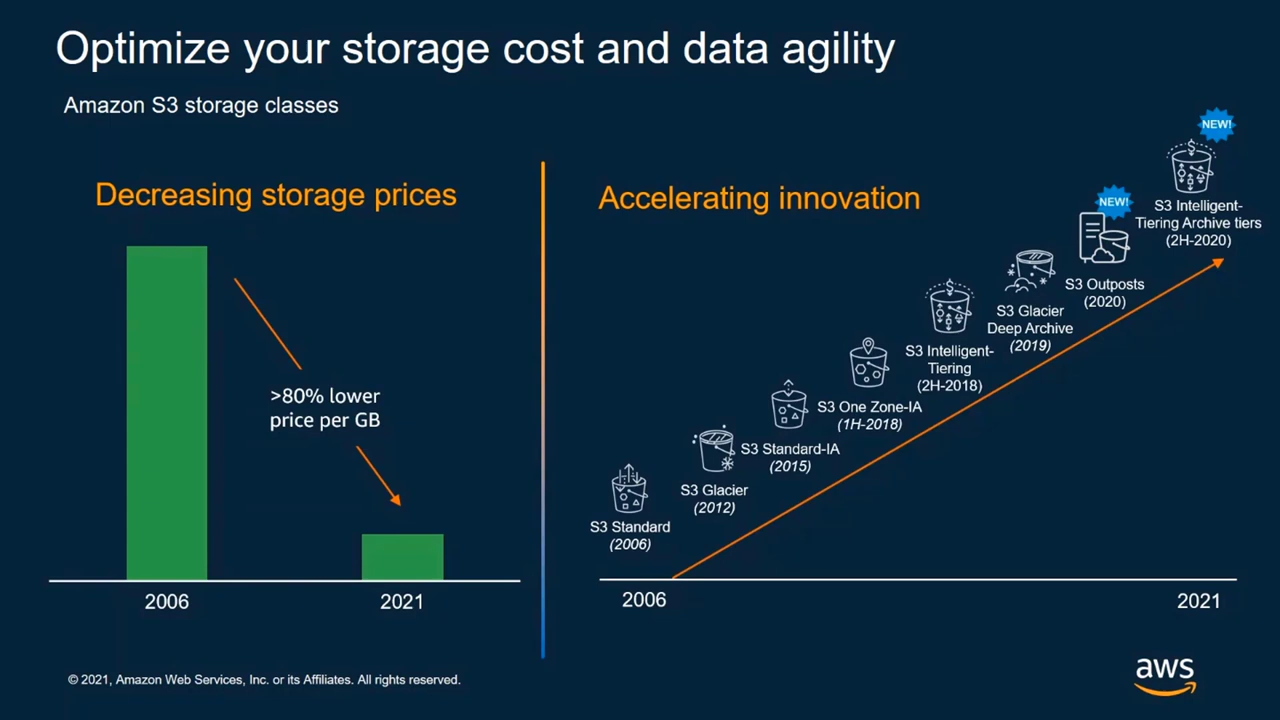 Optimize your storage cost and data agility
Amazon S3 storage classes
Decreasing storage prices
>80% lower
price per GB
2006
2021
Accelerating innovation
S3 Standard
(2006)
S3 Glacier
(2012)
S3 Standard-IA
(2015)
S3 One Zone-IA
(1H-2018)
S3 Intelligent-
Tiering
(2H-2018)
S3 Glacier
Deep Archive
(2019)
NEW!
S3 Outposts
(2020)
NEW!
S3 Intelligent-
Tiering Archive tiers
(2H-2020)
2006
2021
© 2021, Amazon Web Services, Inc. or its Affiliates. All rights reserved.
aws